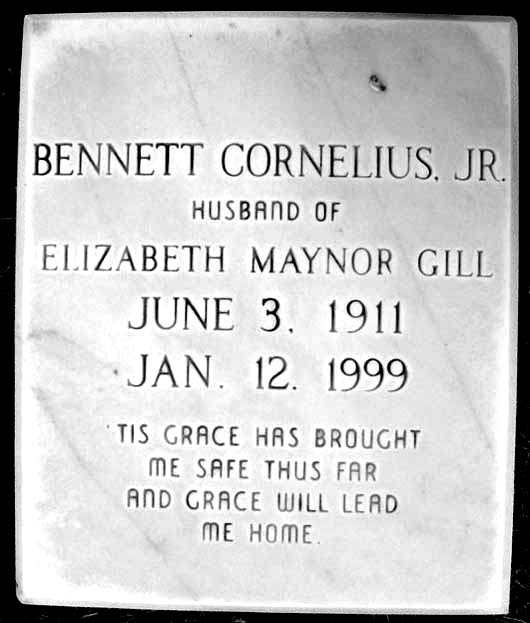 BENNETT CORNELIUS, JR.
HUSBAND OF
ELIZABETH MAYNOR GILL
JUNE 3, 1911
JAN. 12. 1999
'TIS GRACE HAS BROUGHT
ME SAFE THUS FAR
AND GRACE WILL LEAD
ME HOME.